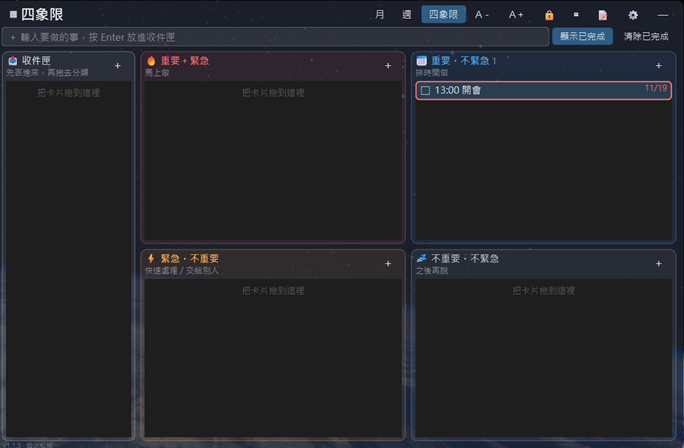 四象限
月 週 四象限 A - A +
+ 輸入要做的事，按 Enter 放進收件匣
顯示已完成 清除已完成
收件匣 +
先丟進來，再拖去分類
把卡片拖到這裡
重要＋緊急 +
馬上做
把卡片拖到這裡
重要・不緊急 1 +
排時間做
13:00 開會 11/19
緊急・不重要 +
快速處理 / 交給別人
把卡片拖到這裡
不重要・不緊急 +
之後再說
把卡片拖到這裡